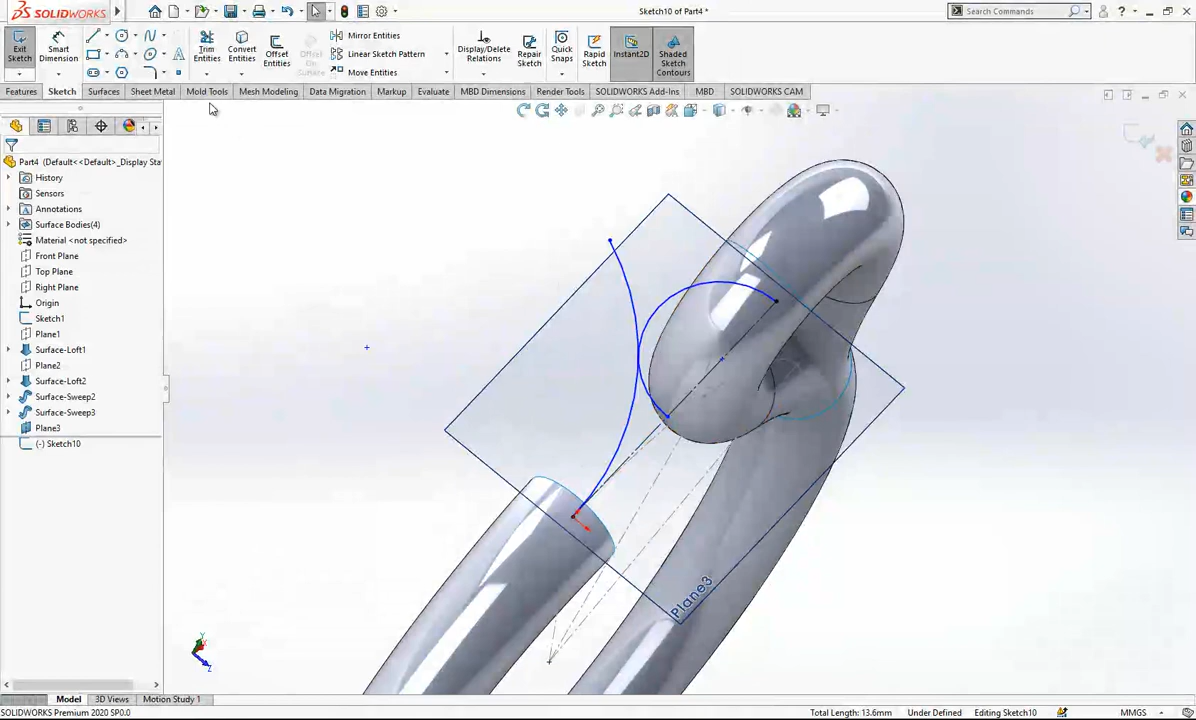 SOLIDWORKS
Sketch10 of Part4 *
Search Commands
Exit Sketch
Smart Dimension
Trim Entities
Convert Entities
Offset Entities
Offset On Surface
Mirror Entities
Linear Sketch Pattern
Move Entities
Display/Delete Relations
Repair Sketch
Quick Snaps
Rapid Sketch
Instant2D
Shaded Sketch Contours
Features
Sketch
Surfaces
Sheet Metal
Mold Tools
Mesh Modeling
Data Migration
Markup
Evaluate
MBD Dimensions
Render Tools
SOLIDWORKS Add-Ins
MBD
SOLIDWORKS CAM
Part4 (Default<<Default>_Display Sta
History
Sensors
Annotations
Surface Bodies(4)
Material <not specified>
Front Plane
Top Plane
Right Plane
Origin
Sketch1
Plane1
Surface-Loft1
Plane2
Surface-Loft2
Surface-Sweep2
Surface-Sweep3
Plane3
(-) Sketch10
Plane3
Y
X
Z
Model
3D Views
Motion Study 1
SOLIDWORKS Premium 2020 SP0.0
Total Length: 13.6mm
Under Defined
Editing Sketch10
MMGS